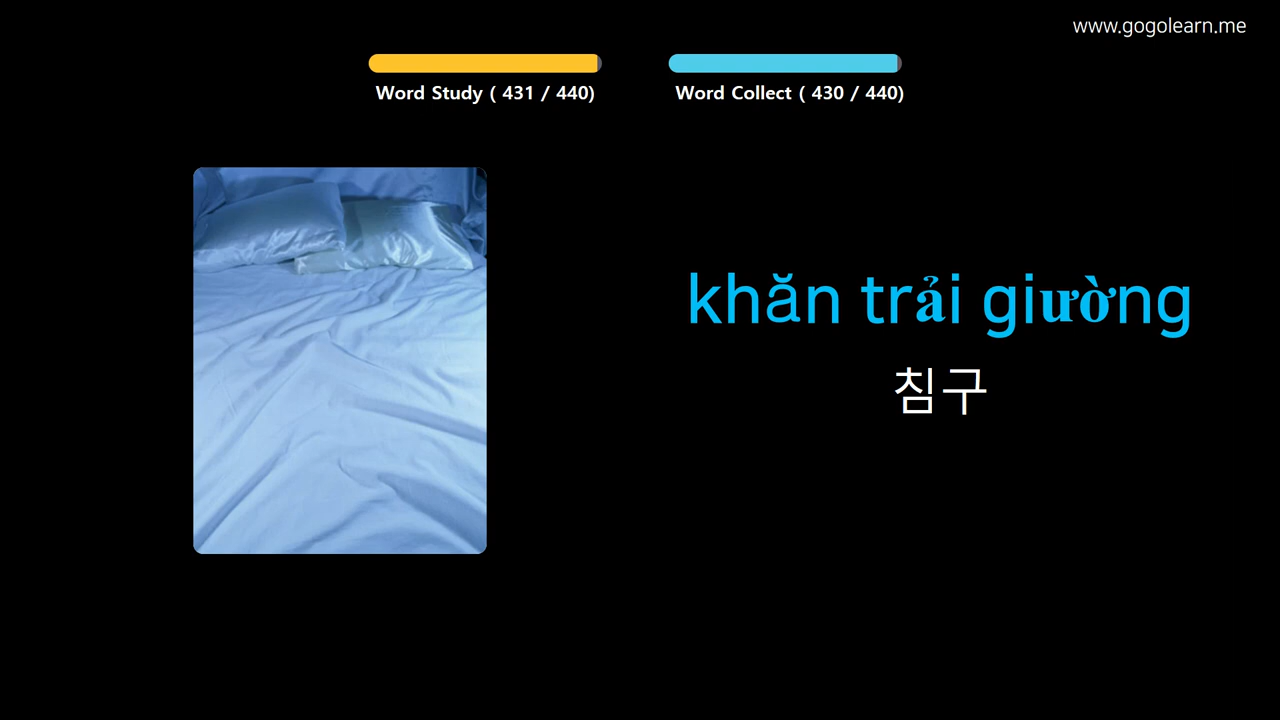 www.gogolearn.me
Word Study ( 431 / 440)
Word Collect ( 430 / 440)
khăn trải giường
침구